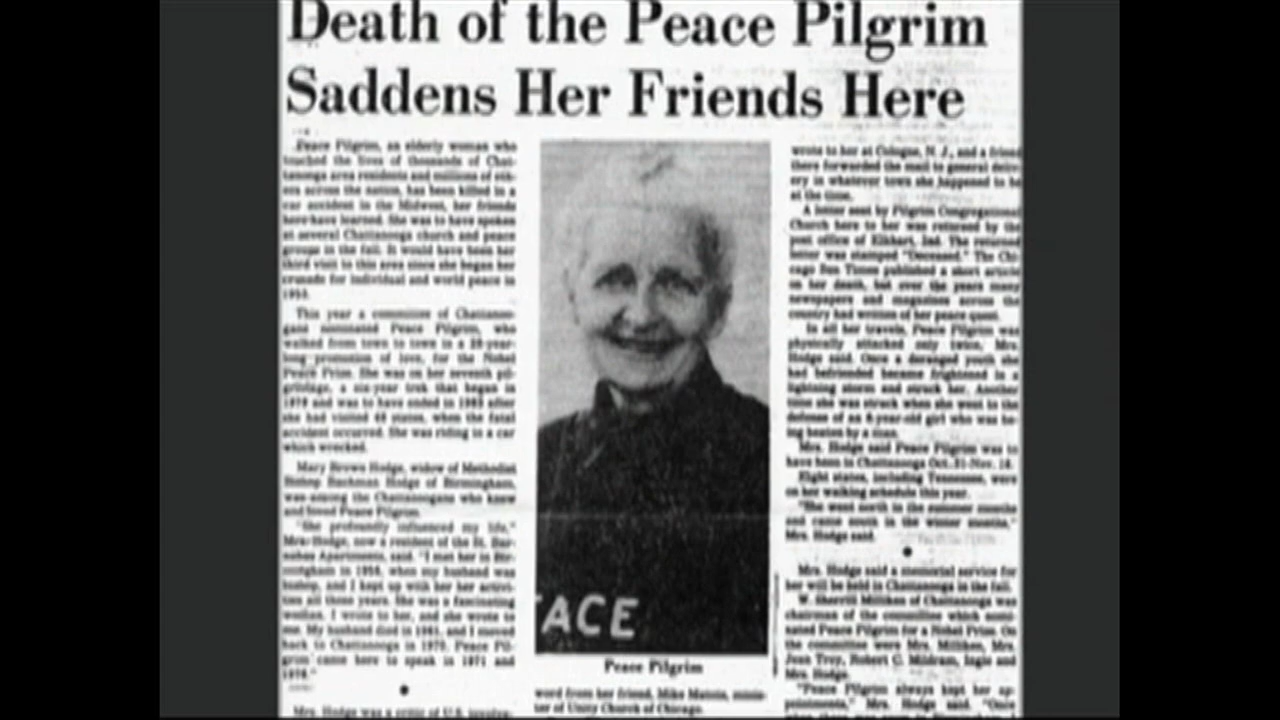 Death of the Peace Pilgrim
Saddens Her Friends Here
Peace Pilgrim, an elderly woman who
touched the lives of thousands of Chat-
tanooga area residents and millions of oth-
ers across the nation, has been killed in a
car accident in the Midwest, her friends
here have learned. She was to have spoken
at several Chattanooga church and peace
groups in the fall. It would have been her
third visit to this area since she began her
crusade for individual and world peace in
1953.
This year a committee of Chattanoo-
gans nominated Peace Pilgrim, who
walked from town to town in a
long promotion of love, for the Nobel
Peace Prize. She was on her seventh pil-
grimage, a six-year trek that began in
and was to have ended in after
she had visited states, when the fatal
accident occurred. She was riding in a car
which wrecked.
Mary Brown Hodge, widow of Methodist
Bishop Bachman Hodge of Birmingham,
was among the Chattanoogans who knew
and loved Peace Pilgrim.
"She profoundly influenced my life,"
Mrs. Hodge, now a resident of the St. Bar-
nabas Apartments, said. "I met her in Bir-
mingham in when my husband was
bishop, and I kept up with her activi-
ties all those years. She was a fascinating
woman. I wrote to her, and she wrote to
me. My husband died in and I moved
back to Chattanooga in Peace Pil-
grim came here to speak in and
Mrs. Hodge was a critic of U.S.
ACE
Peace Pilgrim
word from her friend, Mike minis-
ter of Unity Church of Chicago.
wrote to her at Cologne, N. J., and a friend
there forwarded the mail to general deliv-
ery in whatever town she happened to be
at the time.
A letter sent by Pilgrim Congregational
Church here to her was returned by the
post office of Elkhart, Ind. The returned
letter was stamped "Deceased." The Chi-
cago Sun Times published a short article
on her death, but over the years many
newspapers and magazines across the
country had written of her peace quest.
In all her travels, Peace Pilgrim was
physically attacked only twice, Mrs.
Hodge said. Once a deranged youth she
had befriended became frightened in a
lightning storm and struck her. Another
time she was struck when she went to the
defense of an 8-year-old girl who was be-
ing beaten by a man.
Mrs. Hodge said Peace Pilgrim was to
have been in Chattanooga
Eight states, including Tennessee, were
on her walking schedule this year.
"She went north in the summer months
and came south in the winter months,"
Mrs. Hodge said.
Mrs. Hodge said a memorial service for
her will be held in Chattanooga in the fall.
W. Sherrill Milliken of Chattanooga was
chairman of the committee which nomi-
nated Peace Pilgrim for a Nobel Prize. On
the committee were Mrs. Milliken, Mrs.
Jean Troy, Robert C. and
Mrs. Hodge.
"Peace Pilgrim always kept her ap-
pointments," Mrs. Hodge said. "Once